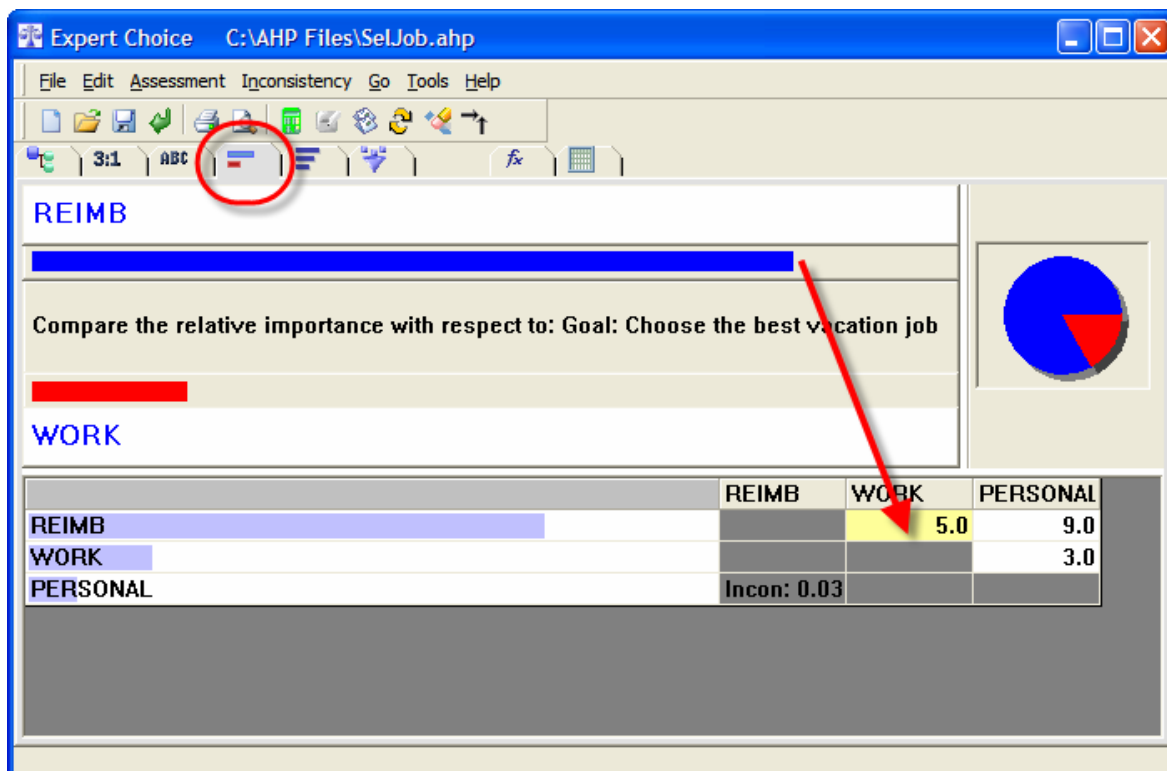 Expert Choice C:\AHP Files\SelJob.ahp
File Edit Assessment Inconsistency Go Tools Help
3:1 ABC fx
REIMB
Compare the relative importance with respect to: Goal: Choose the best vacation job
WORK
REIMB WORK PERSONAL
REIMB 5.0 9.0
WORK 3.0
PERSONAL Incon: 0.03